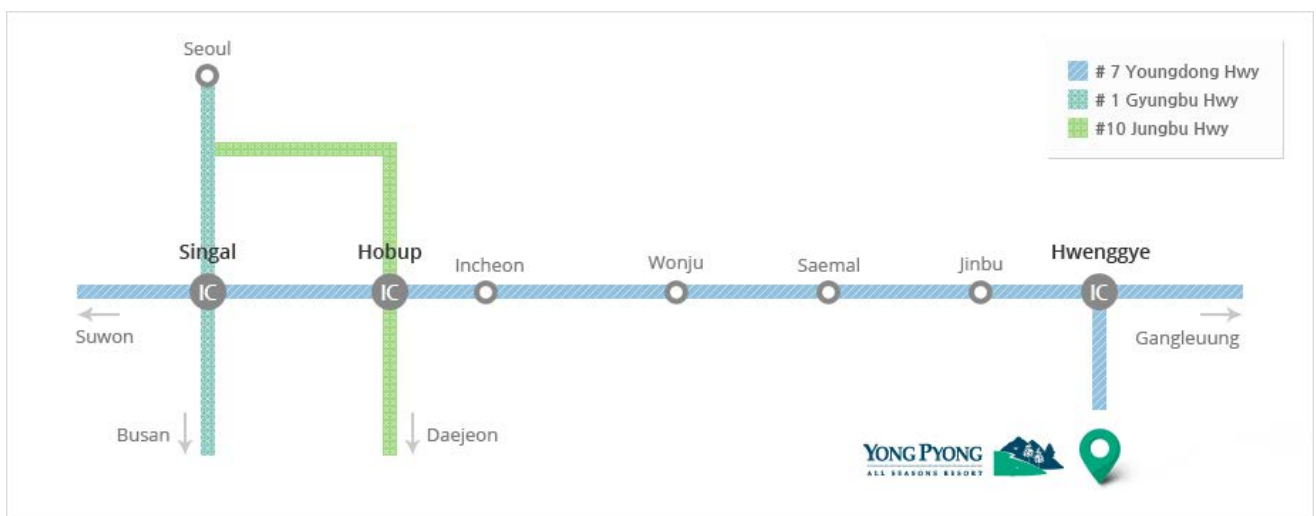 Seoul
# 7 Youngdong Hwy
# 1 Gyungbu Hwy
#10 Jungbu Hwy
Singal
Hobup
Incheon
Wonju
Saemal
Jinbu
Hwenggye
IC
IC
IC
Suwon
Gangleuung
Busan
Daejeon
YONG PYONG
ALL SEASONS RESORT